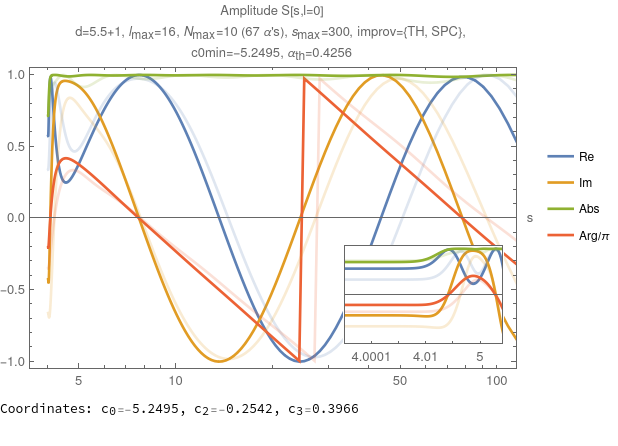 Amplitude S[s,l=0]
d=5.5+1, lmax=16, Nmax=10 (67 α's), smax=300, improv={TH, SPC},
c0min=−5.2495, αth=0.4256
1.0
0.5
0.0
−0.5
−1.0
5
10
50
100
s
Re
Im
Abs
Arg/π
4.0001
4.01
5
Coordinates: c0=-5.2495, c2=-0.2542, c3=0.3966